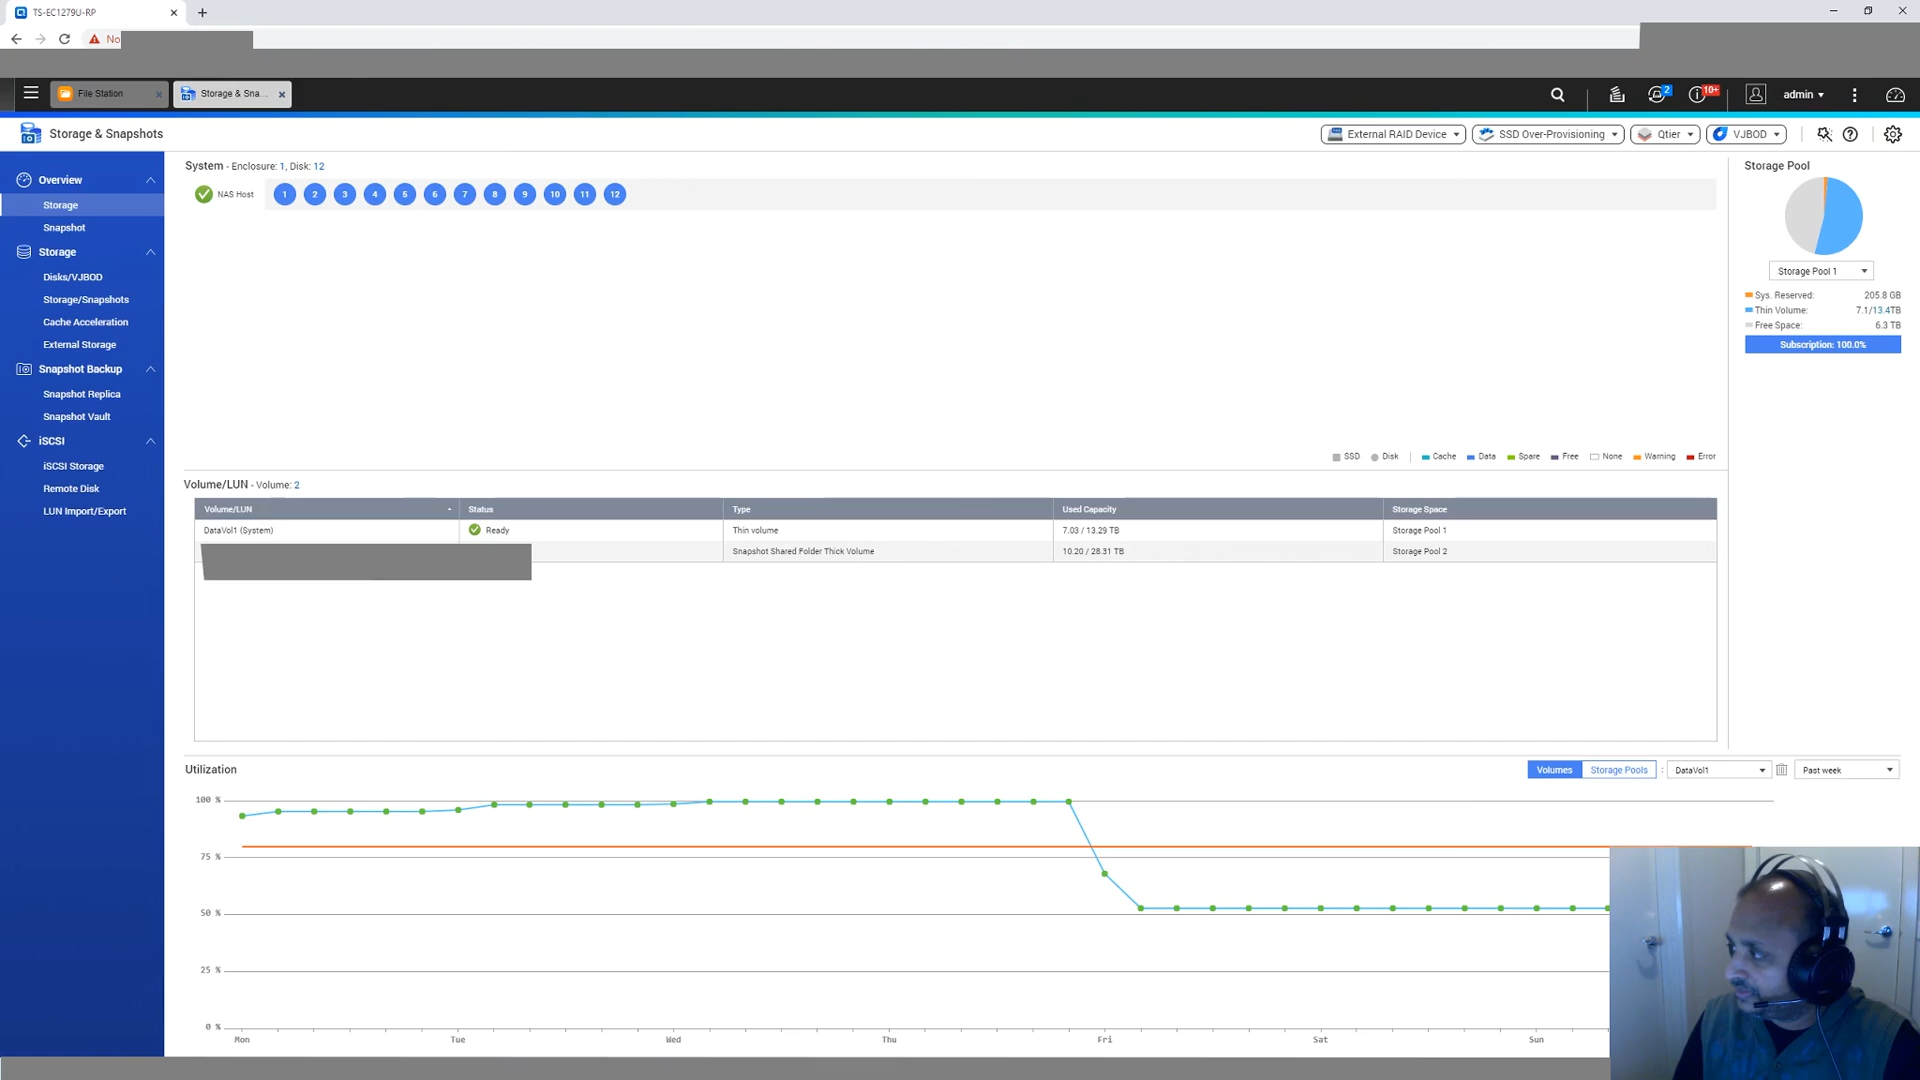 TS-EC1279U-RP
No
File Station
Storage & Sna...
2
10+
admin
Storage & Snapshots
External RAID Device
SSD Over-Provisioning
Qtier
VJBOD
Overview
Storage
Snapshot
Storage
Disks/VJBOD
Storage/Snapshots
Cache Acceleration
External Storage
Snapshot Backup
Snapshot Replica
Snapshot Vault
iSCSI
iSCSI Storage
Remote Disk
LUN Import/Export
System - Enclosure: 1, Disk: 12
NAS Host 1 2 3 4 5 6 7 8 9 10 11 12
SSD Disk Cache Data Spare Free None Warning Error
Storage Pool
Storage Pool 1
Sys. Reserved: 205.8 GB
Thin Volume: 7.1/13.4TB
Free Space: 6.3 TB
Subscription: 100.0%
Volume/LUN - Volume: 2
Volume/LUN Status Type Used Capacity Storage Space
DataVol1 (System) Ready Thin volume 7.03 / 13.29 TB Storage Pool 1
Snapshot Shared Folder Thick Volume 10.20 / 28.31 TB Storage Pool 2
Utilization
Volumes Storage Pools : DataVol1 Past week
100 %
75 %
50 %
25 %
0 %
Mon Tue Wed Thu Fri Sat Sun